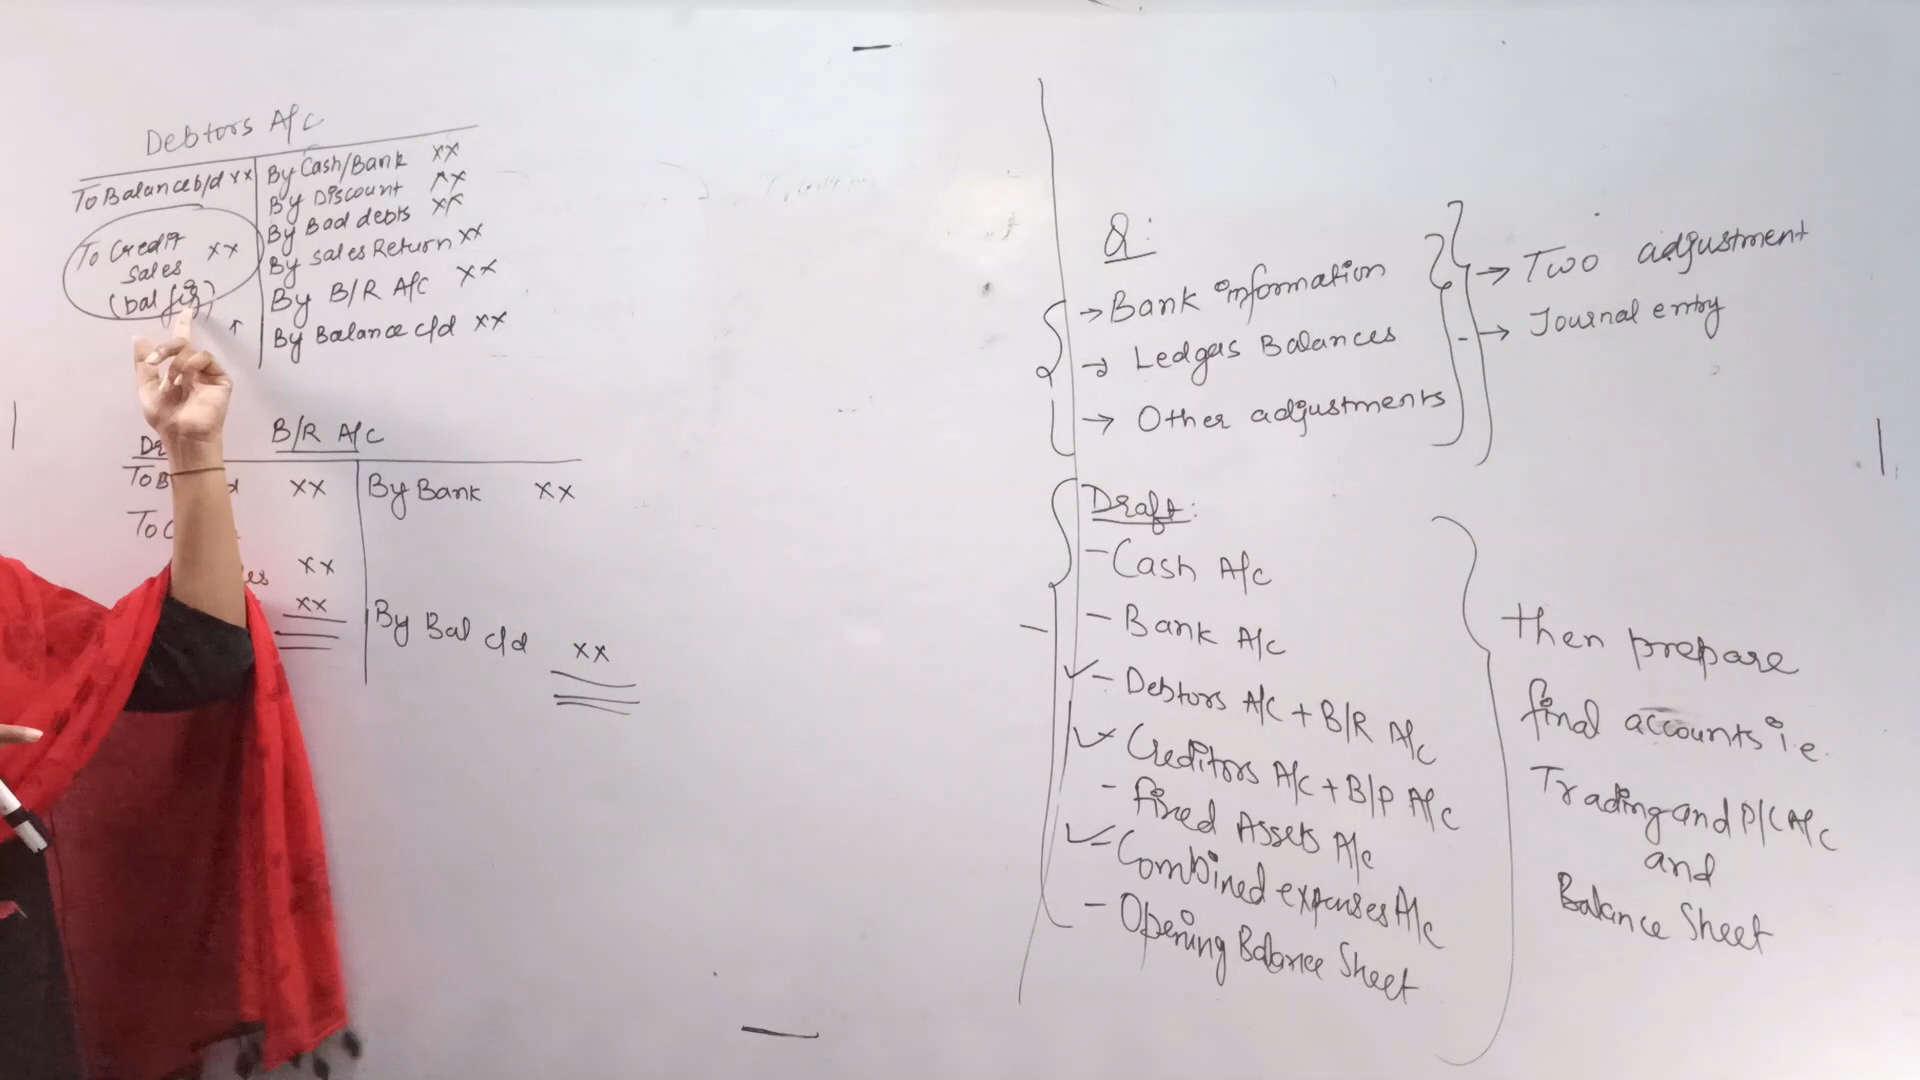 Debtors A/c
To Balance b/d xx
To Credit
Sales xx
(bal fig)
By Cash/Bank xx
By Discount xx
By Bad debts xx
By Sales Return xx
By B/R A/c xx
By Balance c/d xx
B/R A/c
Dr
xx
xx
xx
By Bank xx
By Bal c/d xx
Q:
→ Bank information
→ Ledgers Balances
→ Other adjustments
→ Two adjustment
→ Journal entry
Draft:
- Cash A/c
- Bank A/c
- Debtors A/c + B/R A/c
- Creditors A/c + B/P A/c
- fixed Assets A/c
- Combined expenses A/c
- Opening Balance Sheet
then prepare
final accounts i.e.
Trading and P/L A/c
and
Balance Sheet